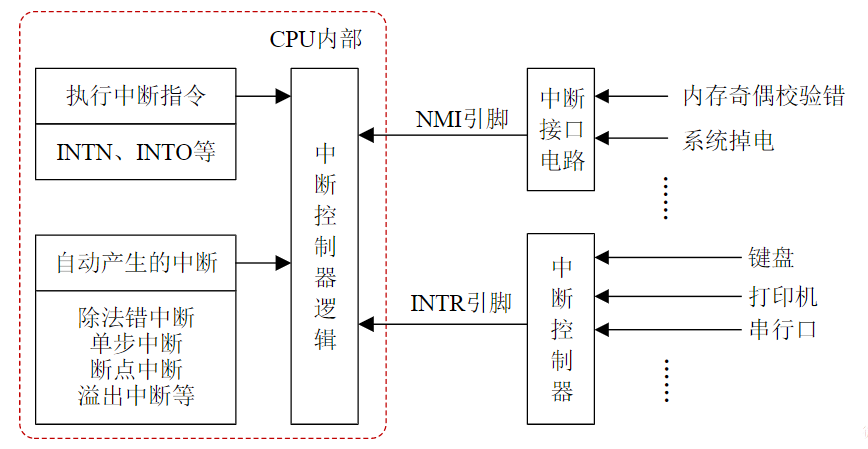 CPU内部
执行中断指令
INTN、INTO等
自动产生的中断
除法错中断
单步中断
断点中断
溢出中断等
中断控制器逻辑
NMI引脚
INTR引脚
中断接口电路
内存奇偶校验错
系统掉电
……
中断控制器
键盘
打印机
串行口
……